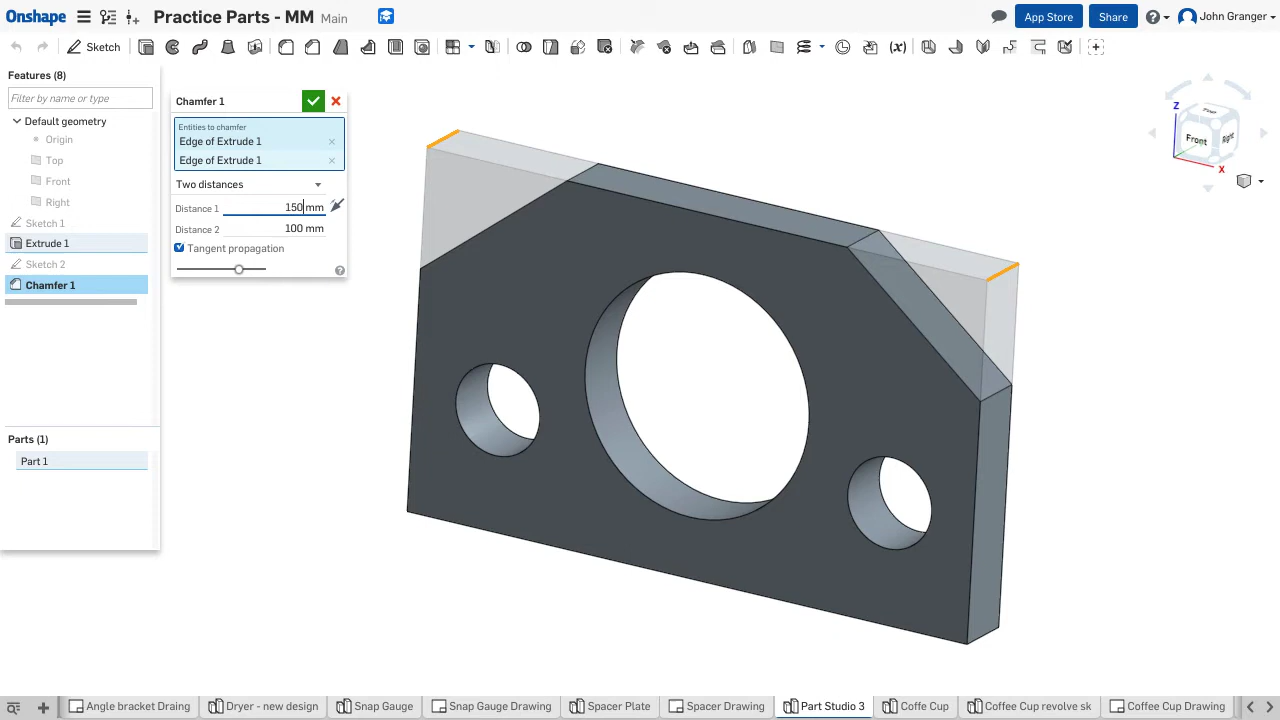 Onshape
Practice Parts - MM Main
App Store
Share
John Granger
Sketch
(x)
Features (8)
Filter by name or type
Default geometry
Origin
Top
Front
Right
Sketch 1
Extrude 1
Sketch 2
Chamfer 1
Parts (1)
Part 1
Chamfer 1
Entities to chamfer
Edge of Extrude 1
Edge of Extrude 1
Two distances
Distance 1 150 mm
Distance 2 100 mm
Tangent propagation
Z
Front
Right
X
Angle bracket Draing
Dryer - new design
Snap Gauge
Snap Gauge Drawing
Spacer Plate
Spacer Drawing
Part Studio 3
Coffe Cup
Coffee Cup revolve sk
Coffee Cup Drawing